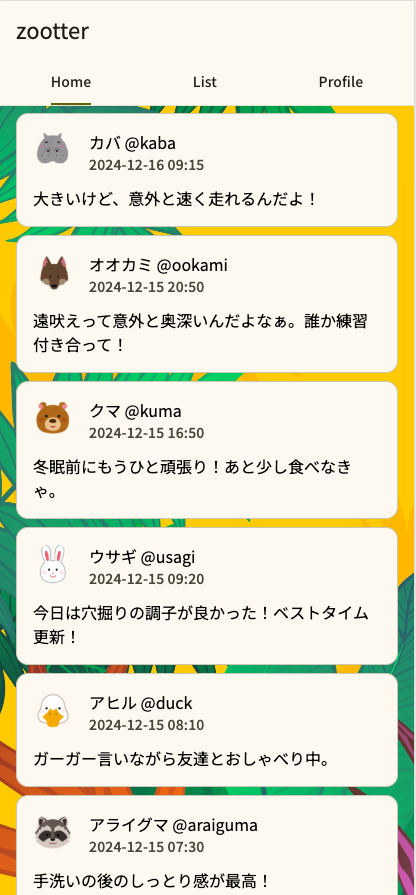 zootter
Home List Profile
カバ @kaba
2024-12-16 09:15
大きいけど、意外と速く走れるんだよ！
オオカミ @ookami
2024-12-15 20:50
遠吠えって意外と奥深いんだよなぁ。誰か練習
付き合って！
クマ @kuma
2024-12-15 16:50
冬眠前にもうひと頑張り！あと少し食べなき
ゃ。
ウサギ @usagi
2024-12-15 09:20
今日は穴掘りの調子が良かった！ベストタイム
更新！
アヒル @duck
2024-12-15 08:10
ガーガー言いながら友達とおしゃべり中。
アライグマ @araiguma
2024-12-15 07:30
手洗いの後のしっとり感が最高！